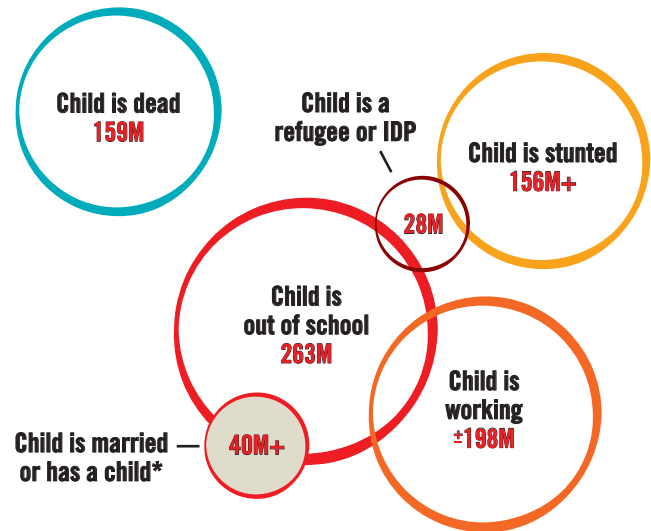 Child is dead
159M
Child is a
refugee or IDP
Child is stunted
156M+
28M
Child is
out of school
263M
Child is
working
±198M
Child is married
or has a child*
40M+